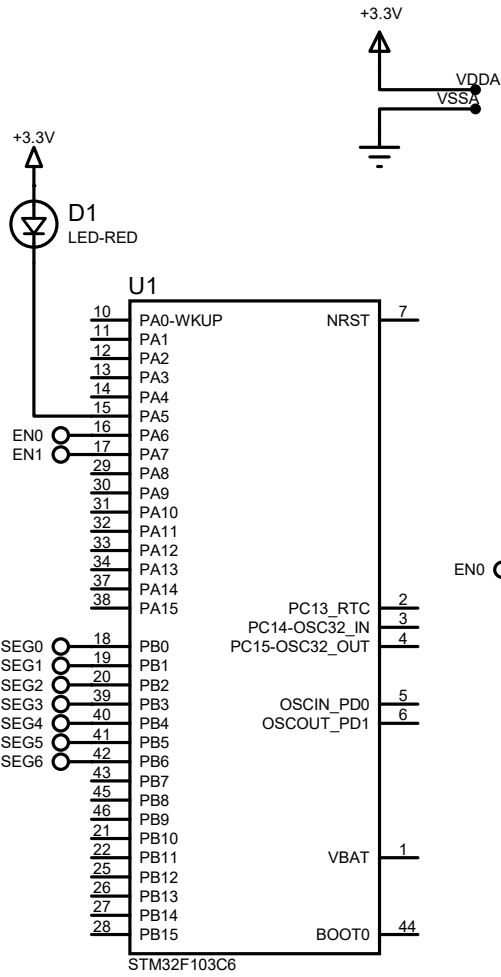 +3.3V
VDDA
VSSA
+3.3V
D1
LED-RED
U1
10 PA0-WKUP NRST 7
11 PA1
12 PA2
13 PA3
14 PA4
15 PA5
EN0 16 PA6
EN1 17 PA7
29 PA8
30 PA9
31 PA10
32 PA11
33 PA12
34 PA13
EN0
37 PA14
38 PA15 PC13_RTC 2
PC14-OSC32_IN 3
SEG0 18 PB0 PC15-OSC32_OUT 4
SEG1 19 PB1
SEG2 20 PB2
SEG3 39 PB3 OSCIN_PD0 5
SEG4 40 PB4 OSCOUT_PD1 6
SEG5 41 PB5
SEG6 42 PB6
43 PB7
45 PB8
46 PB9
21 PB10
22 PB11 VBAT 1
25 PB12
26 PB13
27 PB14
28 PB15 BOOT0 44
STM32F103C6